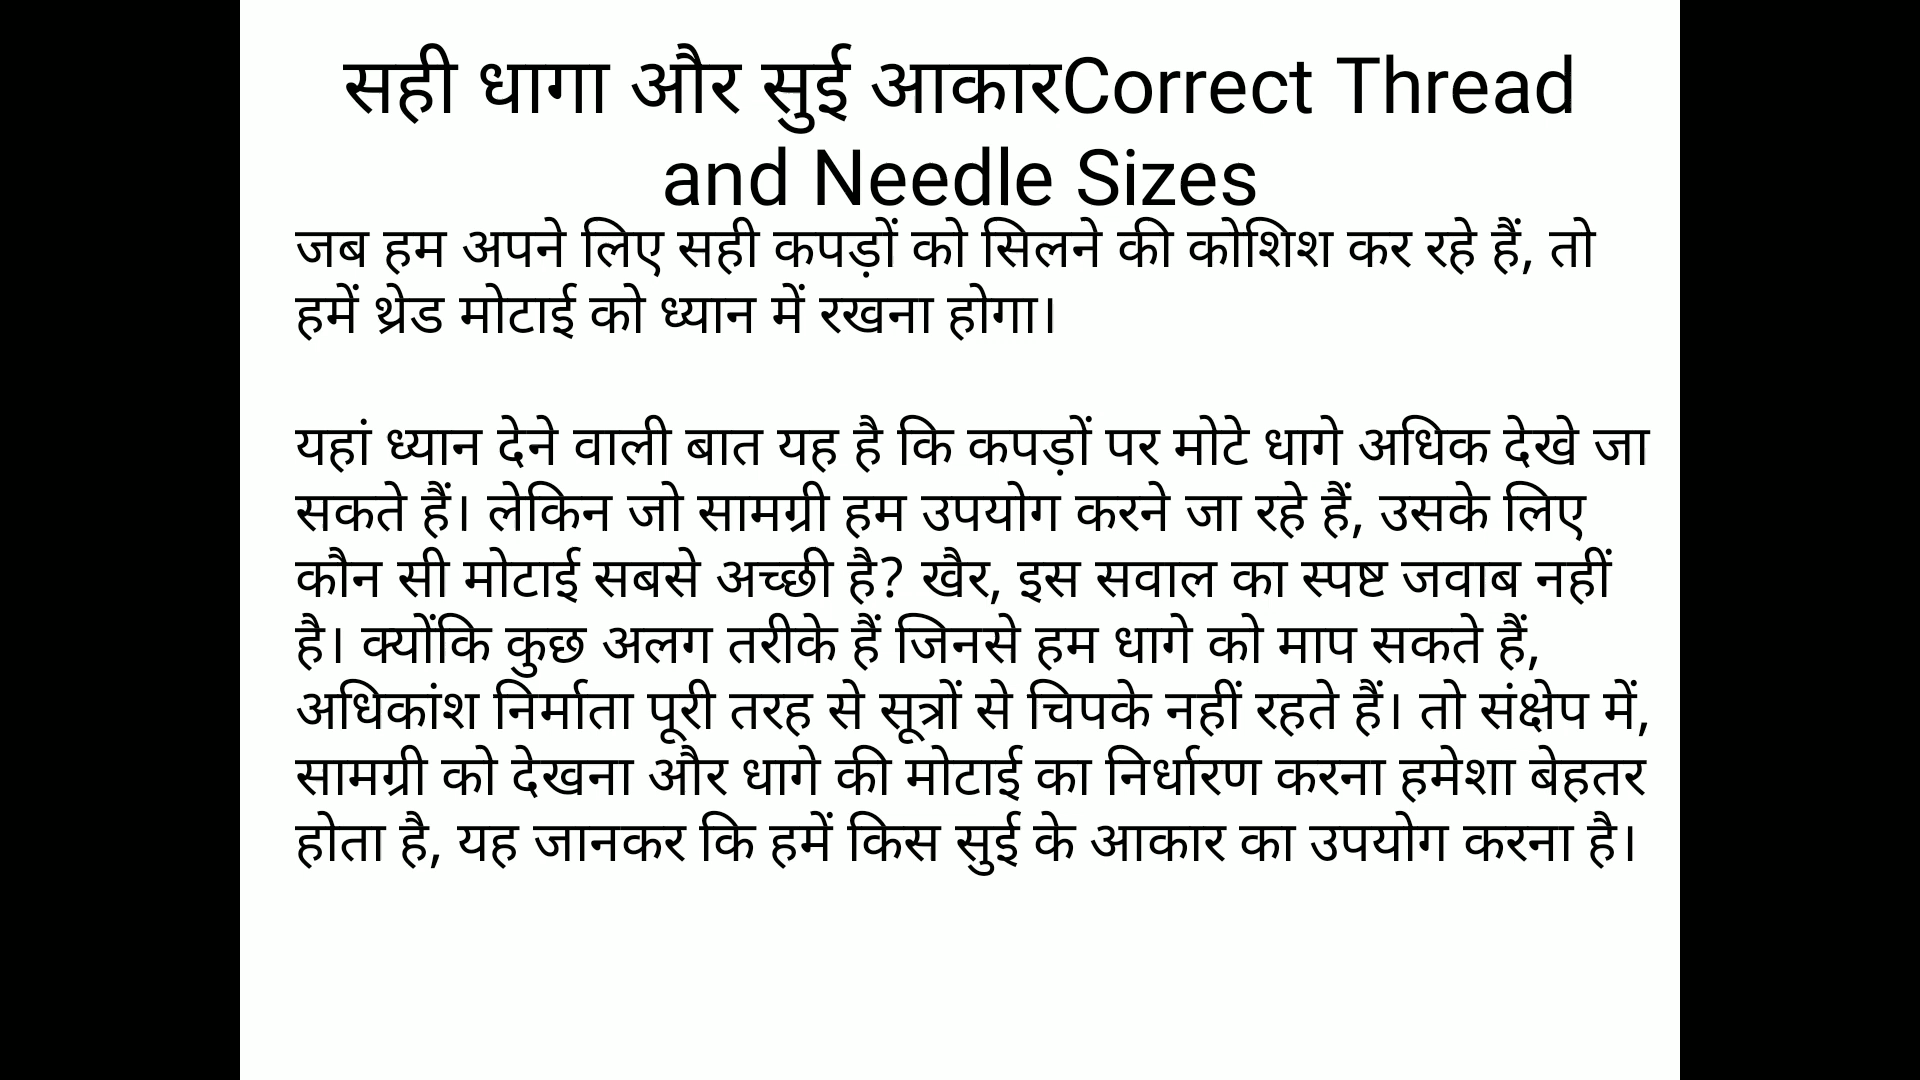 सही धागा और सुई आकारCorrect Thread
and Needle Sizes
जब हम अपने लिए सही कपड़ों को सिलने की कोशिश कर रहे हैं, तो
हमें थ्रेड मोटाई को ध्यान में रखना होगा।
यहां ध्यान देने वाली बात यह है कि कपड़ों पर मोटे धागे अधिक देखे जा
सकते हैं। लेकिन जो सामग्री हम उपयोग करने जा रहे हैं, उसके लिए
कौन सी मोटाई सबसे अच्छी है? खैर, इस सवाल का स्पष्ट जवाब नहीं
है। क्योंकि कुछ अलग तरीके हैं जिनसे हम धागे को माप सकते हैं,
अधिकांश निर्माता पूरी तरह से सूत्रों से चिपके नहीं रहते हैं। तो संक्षेप में,
सामग्री को देखना और धागे की मोटाई का निर्धारण करना हमेशा बेहतर
होता है, यह जानकर कि हमें किस सुई के आकार का उपयोग करना है।